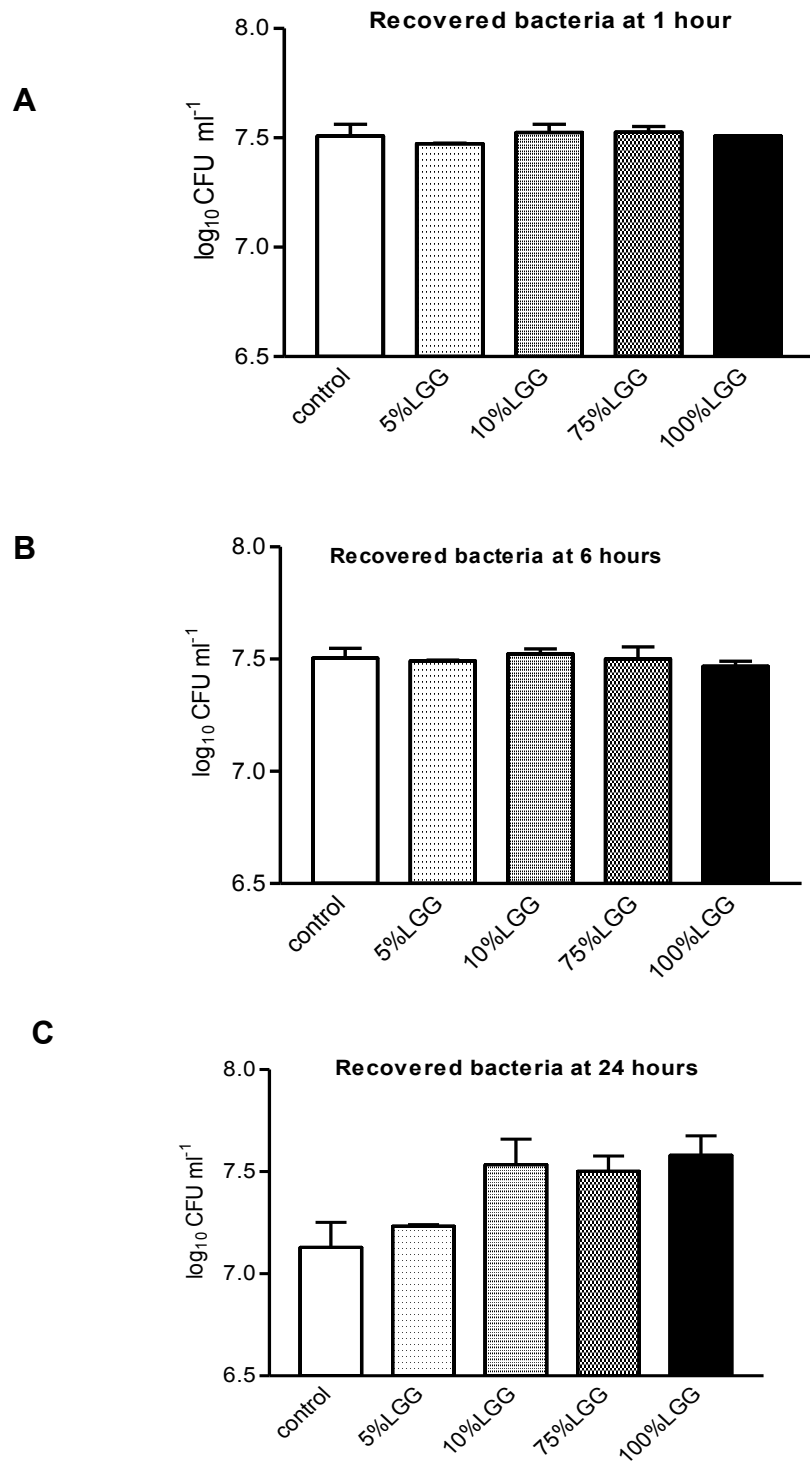 A
Recovered bacteria at 1 hour
log10 CFU ml-1
8.0
7.5
7.0
6.5
control
5%LGG
10%LGG
75%LGG
100%LGG
B
Recovered bacteria at 6 hours
log10 CFU ml-1
8.0
7.5
7.0
6.5
control
5%LGG
10%LGG
75%LGG
100%LGG
C
Recovered bacteria at 24 hours
log10 CFU ml-1
8.0
7.5
7.0
6.5
control
5%LGG
10%LGG
75%LGG
100%LGG